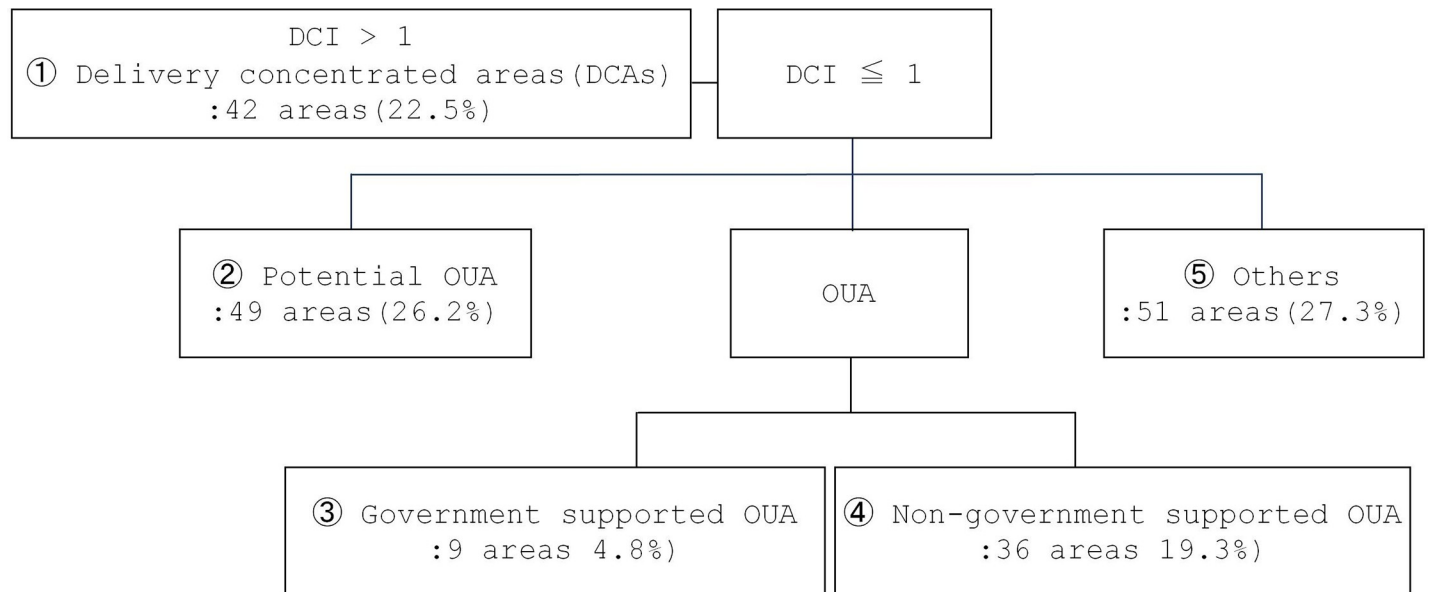 DCI > 1
① Delivery concentrated areas(DCAs)
:42 areas(22.5%)
DCI ≦ 1
② Potential OUA
:49 areas(26.2%)
OUA
⑤ Others
:51 areas(27.3%)
③ Government supported OUA
:9 areas 4.8%)
④ Non-government supported OUA
:36 areas 19.3%)